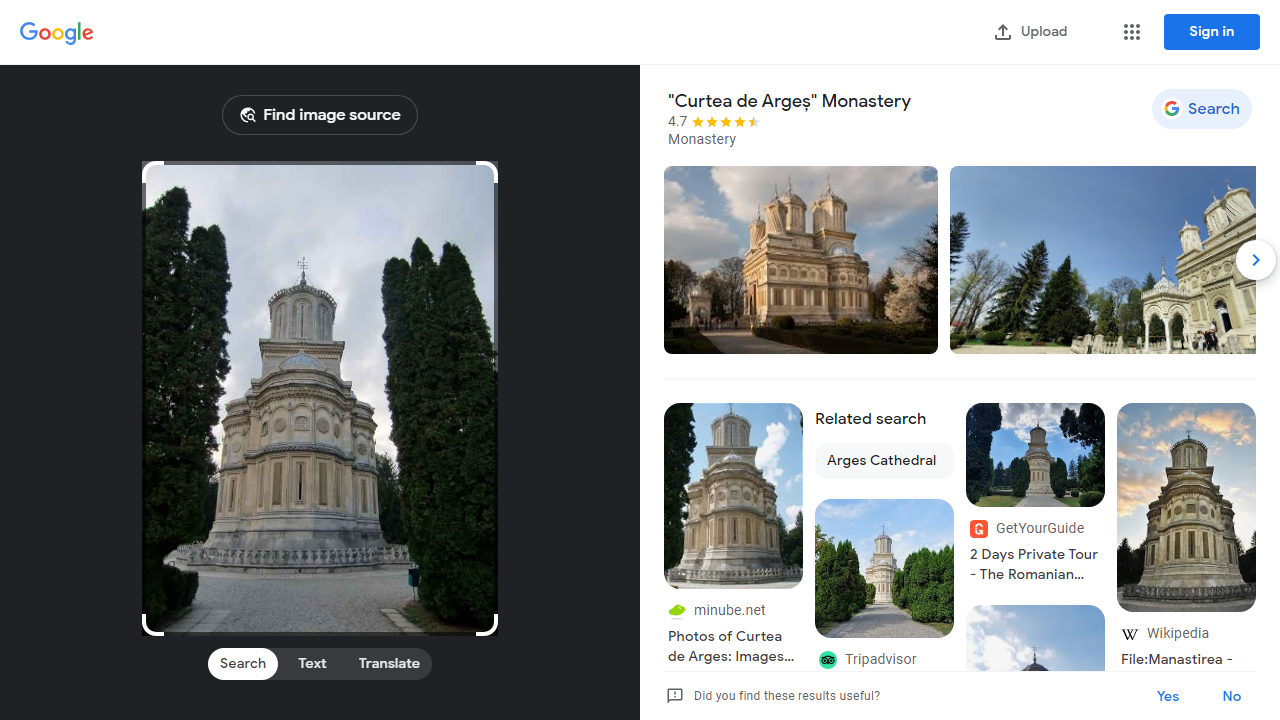 Google
Upload
Sign in
Find image source
Search
Text
Translate
"Curtea de Argeș" Monastery
4.7
Monastery
Search
Related search
Arges Cathedral
minube.net
Photos of Curtea
de Arges: Images...
Tripadvisor
GetYourGuide
2 Days Private Tour
- The Romanian...
Wikipedia
File:Manastirea -
Did you find these results useful?
Yes
No